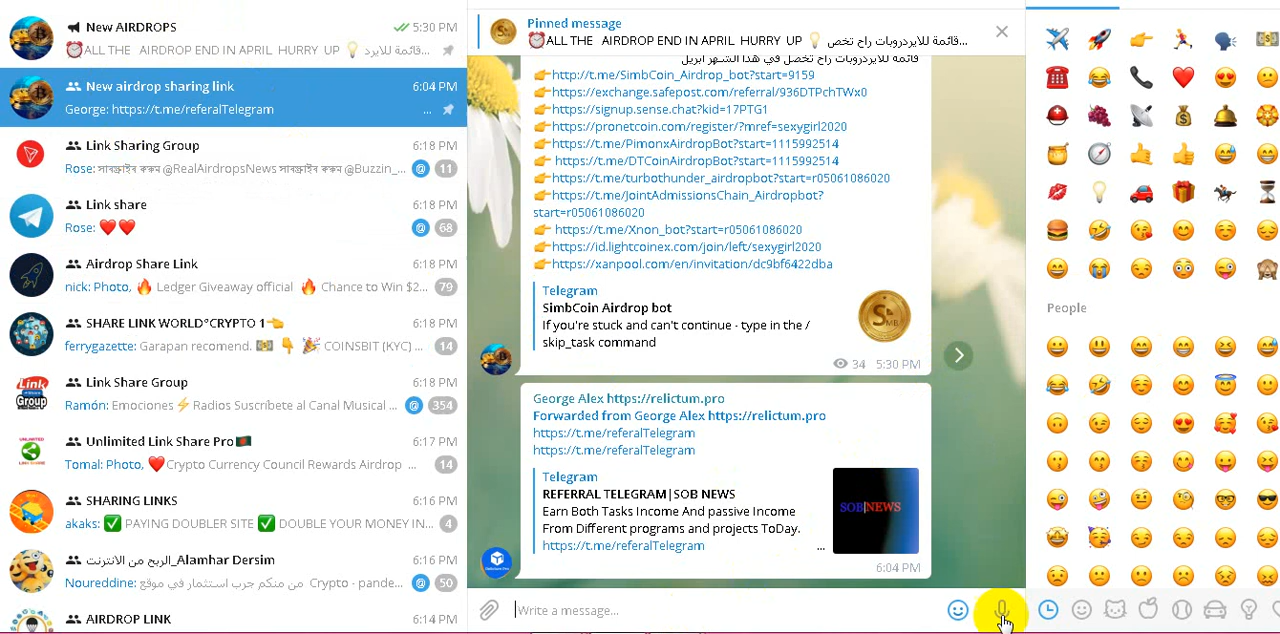 New AIRDROPS
5:30 PM
ALL THE AIRDROP END IN APRIL HURRY UP 💡 قائمة للايرد...
New airdrop sharing link
6:04 PM
George: https://t.me/referalTelegram
...
Link Sharing Group
6:18 PM
Rose: সাবস্ক্রাইব করুন @RealAirdropsNews সাবস্ক্রাইব করুন @Buzzin_...
@ 11
Link share
6:18 PM
Rose: ❤️❤️
@ 68
Airdrop Share Link
6:18 PM
nick: Photo, 🔥 Ledger Giveaway official 🔥 Chance to Win $2...
79
SHARE LINK WORLD°CRYPTO 1👈
6:18 PM
ferrygazette: Garapan recomend. 💵 👇 🎉 COINSBIT (KYC) ...
14
Link Share Group
6:18 PM
Ramón: Emociones ⚡ Radios Suscríbete al Canal Musical ...
@ 354
Unlimited Link Share Pro🇧🇩
6:17 PM
Tomal: Photo, ❤️Crypto Currency Council Rewards Airdrop ...
14
SHARING LINKS
6:16 PM
akaks: ✅ PAYING DOUBLER SITE ✅ DOUBLE YOUR MONEY IN...
4
الربح من الانترنت_Alamhar Dersim
6:16 PM
Noureddine: من منكم جرب استثمار في موقع Crypto - pande...
@ 50
AIRDROP LINK
6:14 PM
Link Group
UNLIMITED
Pinned message
⏰ALL THE AIRDROP END IN APRIL HURRY UP 💡 قائمة للايردروبات راح تخص...
قائمة للايردروبات راح تخصل في هذا الشهر ابريل
👉http://t.me/SimbCoin_Airdrop_bot?start=9159
👉https://exchange.safepost.com/referral/936DTPchTWx0
👉https://signup.sense.chat?kid=17PTG1
👉https://pronetcoin.com/register/?mref=sexygirl2020
👉https://t.me/PimonxAirdropBot?start=1115992514
👉 https://t.me/DTCoinAirdropBot?start=1115992514
👉https://t.me/turbothunder_airdropbot?start=r05061086020
👉https://t.me/JointAdmissionsChain_Airdropbot?
start=r05061086020
👉 https://t.me/Xnon_bot?start=r05061086020
👉https://id.lightcoinex.com/join/left/sexygirl2020
👉https://xanpool.com/en/invitation/dc9bf6422dba
Telegram
SimbCoin Airdrop bot
If you're stuck and can't continue - type in the /
skip_task command
34 5:30 PM
George Alex https://relictum.pro
Forwarded from George Alex https://relictum.pro
https://t.me/referalTelegram
https://t.me/referalTelegram
Telegram
REFERRAL TELEGRAM|SOB NEWS
Earn Both Tasks Income And passive Income
From Different programs and projects ToDay.
https://t.me/referalTelegram
...
SOB|NEWS
6:04 PM
Write a message...
People